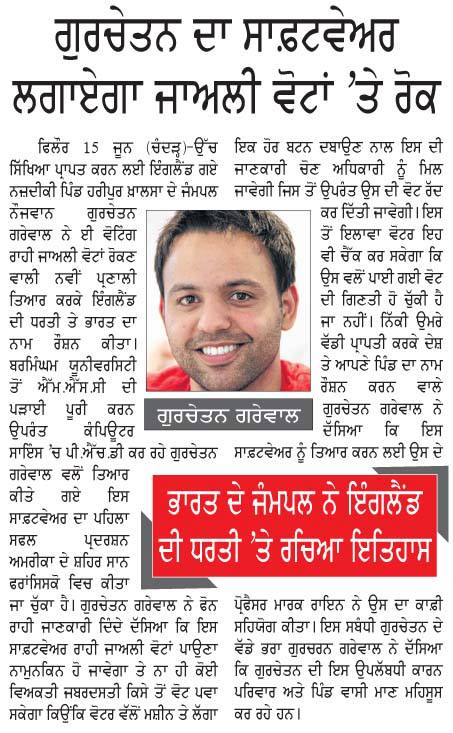 ਗੁਰਚੇਤਨ ਦਾ ਸਾਫ਼ਟਵੇਅਰ
ਲਗਾਏਗਾ ਜਾਅਲੀ ਵੋਟਾਂ ’ਤੇ ਰੋਕ
ਫਿਲੌਰ 15 ਜੂਨ (ਚੰਦੜ੍ਹ)-ਉੱਚ
ਸਿੱਖਿਆ ਪ੍ਰਾਪਤ ਕਰਨ ਲਈ ਇੰਗਲੈਂਡ ਗਏ
ਨਜ਼ਦੀਕੀ ਪਿੰਡ ਹਰੀਪੁਰ ਖ਼ਾਲਸਾ ਦੇ ਜੰਮਪਲ
ਨੌਜਵਾਨ ਗੁਰਚੇਤਨ
ਗਰੇਵਾਲ ਨੇ ਈ ਵੋਟਿੰਗ
ਰਾਹੀ ਜਾਅਲੀ ਵੋਟਾਂ ਰੋਕਣ
ਵਾਲੀ ਨਵੀਂ ਪ੍ਰਣਾਲੀ
ਤਿਆਰ ਕਰਕੇ ਇੰਗਲੈਂਡ
ਦੀ ਧਰਤੀ ਤੇ ਭਾਰਤ ਦਾ
ਨਾਮ ਰੌਸ਼ਨ ਕੀਤਾ।
ਬਰਮਿੰਘਮ ਯੂਨੀਵਰਸਿਟੀ
ਤੋਂ ਐੱਮ.ਐੱਸ.ਸੀ ਦੀ
ਪੜਾਈ ਪੂਰੀ ਕਰਨ
ਉਪਰੰਤ ਕੰਪਿਊਟਰ
ਸਾਇੰਸ ’ਚ ਪੀ.ਐੱਚ.ਡੀ ਕਰ ਰਹੇ ਗੁਰਚੇਤਨ
ਗਰੇਵਾਲ ਵਲੋਂ ਤਿਆਰ
ਕੀਤੇ ਗਏ ਇਸ
ਸਾਫ਼ਟਵੇਅਰ ਦਾ ਪਹਿਲਾ
ਸਫਲ ਪ੍ਰਦਰਸ਼ਨ
ਅਮਰੀਕਾ ਦੇ ਸ਼ਹਿਰ ਸਾਨ
ਫਰਾਂਸਿਸਕੋ ਵਿਚ ਕੀਤਾ
ਜਾ ਚੁੱਕਾ ਹੈ। ਗੁਰਚੇਤਨ ਗਰੇਵਾਲ ਨੇ ਫੋਨ
ਰਾਹੀ ਜਾਣਕਾਰੀ ਦਿੰਦੇ ਦੱਸਿਆ ਕਿ ਇਸ
ਸਾਫ਼ਟਵੇਅਰ ਰਾਹੀ ਜਾਅਲੀ ਵੋਟਾਂ ਪਾਉਣਾ
ਨਾਮੁਨਕਿਨ ਹੋ ਜਾਵੇਗਾ ਤੇ ਨਾ ਹੀ ਕੋਈ
ਵਿਅਕਤੀ ਜਬਰਦਸਤੀ ਕਿਸੇ ਤੋਂ ਵੋਟ ਪਵਾ
ਸਕੇਗਾ ਕਿਉਂਕਿ ਵੋਟਰ ਵੱਲੋਂ ਮਸ਼ੀਨ ਤੇ ਲੱਗਾ
ਇਕ ਹੋਰ ਬਟਨ ਦਬਾਉਣ ਨਾਲ ਇਸ ਦੀ
ਜਾਣਕਾਰੀ ਚੋਣ ਅਧਿਕਾਰੀ ਨੂੰ ਮਿਲ
ਜਾਵੇਗੀ ਜਿਸ ਤੋਂ ਉਪਰੰਤ ਉਸ ਦੀ ਵੋਟ ਰੱਦ
ਕਰ ਦਿੱਤੀ ਜਾਵੇਗੀ। ਇਸ
ਤੋਂ ਇਲਾਵਾ ਵੋਟਰ ਇਹ
ਵੀ ਚੈੱਕ ਕਰ ਸਕੇਗਾ ਕਿ
ਉਸ ਵਲੋਂ ਪਾਈ ਗਈ ਵੋਟ
ਦੀ ਗਿਣਤੀ ਹੋ ਚੁੱਕੀ ਹੈ
ਜਾ ਨਹੀਂ। ਨਿੱਕੀ ਉਮਰੇ
ਵੱਡੀ ਪ੍ਰਾਪਤੀ ਕਰਕੇ ਦੇਸ਼
ਤੇ ਆਪਣੇ ਪਿੰਡ ਦਾ ਨਾਮ
ਰੌਸ਼ਨ ਕਰਨ ਵਾਲੇ
ਗੁਰਚੇਤਨ ਗਰੇਵਾਲ ਨੇ
ਦੱਸਿਆ ਕਿ ਇਸ
ਸਾਫ਼ਟਵੇਅਰ ਨੂੰ ਤਿਆਰ ਕਰਨ ਲਈ ਉਸ ਦੇ
ਪ੍ਰੋਫੈਸਰ ਮਾਰਕ ਰਾਇਨ ਨੇ ਉਸ ਦਾ ਕਾਫ਼ੀ
ਸਹਿਯੋਗ ਕੀਤਾ। ਇਸ ਸਬੰਧੀ ਗੁਰਚੇਤਨ ਦੇ
ਵੱਡੇ ਭਰਾ ਗੁਰਚਰਨ ਗਰੇਵਾਲ ਨੇ ਦੱਸਿਆ
ਕਿ ਗੁਰਚੇਤਨ ਦੀ ਇਸ ਉਪਲੱਬਧੀ ਕਾਰਨ
ਪਰਿਵਾਰ ਅਤੇ ਪਿੰਡ ਵਾਸੀ ਮਾਣ ਮਹਿਸੂਸ
ਕਰ ਰਹੇ ਹਨ।
ਗੁਰਚੇਤਨ ਗਰੇਵਾਲ
ਭਾਰਤ ਦੇ ਜੰਮਪਲ ਨੇ ਇੰਗਲੈਂਡ
ਦੀ ਧਰਤੀ ’ਤੇ ਰਚਿਆ ਇਤਿਹਾਸ